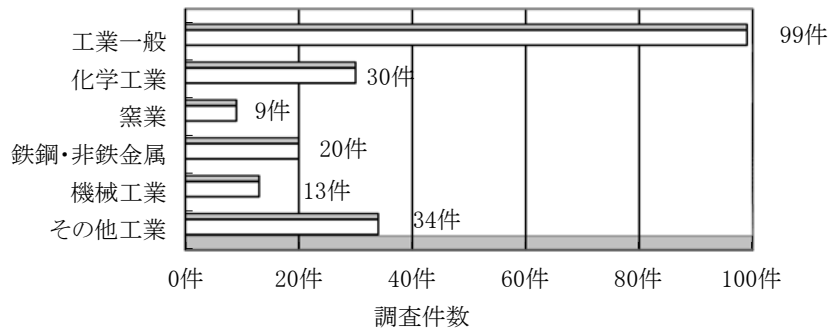 工業一般
99件
化学工業
30件
窯業
9件
鉄鋼・非鉄金属
20件
機械工業
13件
その他工業
34件
0件 20件 40件 60件 80件 100件
調査件数